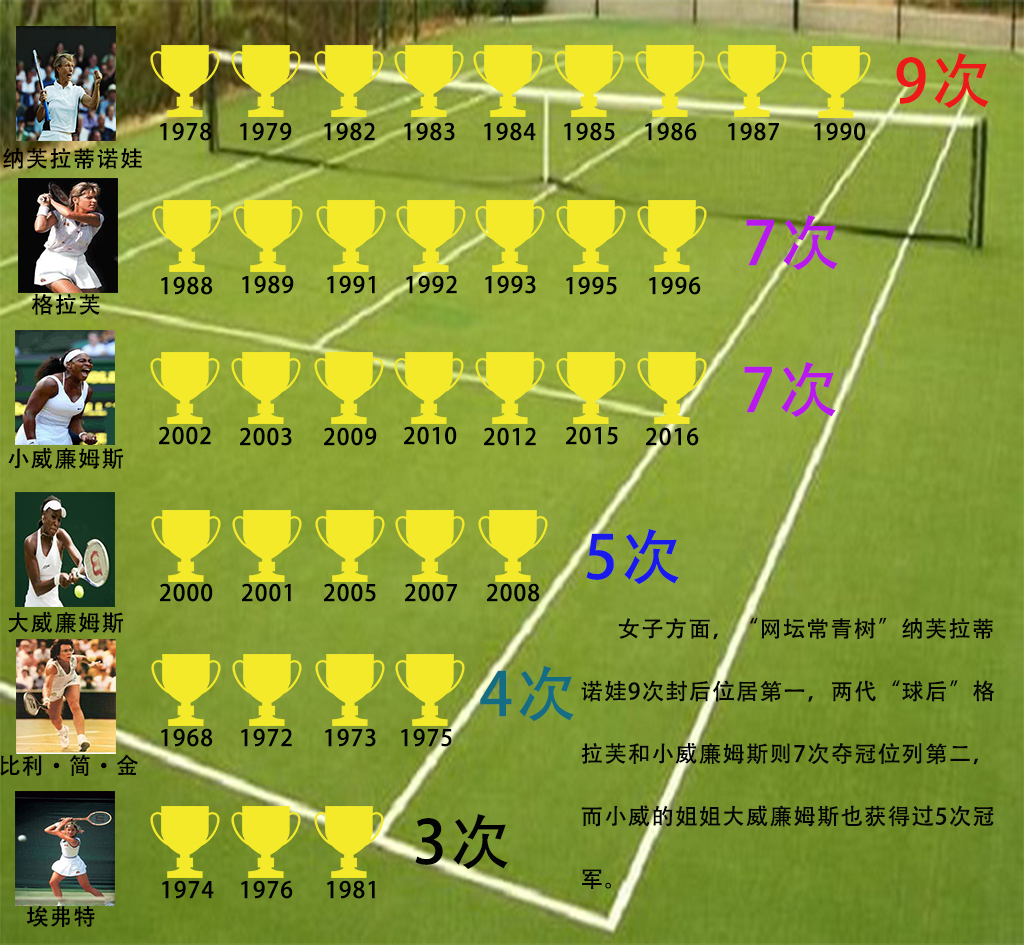 1978 1979 1982 1983 1984 1985 1986 1987 1990
9次
纳芙拉蒂诺娃
1988 1989 1991 1992 1993 1995 1996
7次
格拉芙
2002 2003 2009 2010 2012 2015 2016
7次
小威廉姆斯
2000 2001 2005 2007 2008
5次
大威廉姆斯
1968 1972 1973 1975
4次
比利·简·金
1974 1976 1981
3次
埃弗特
女子方面，“网坛常青树”纳芙拉蒂
诺娃9次封后位居第一，两代“球后”格
拉芙和小威廉姆斯则7次夺冠位列第二，
而小威的姐姐大威廉姆斯也获得过5次冠
军。